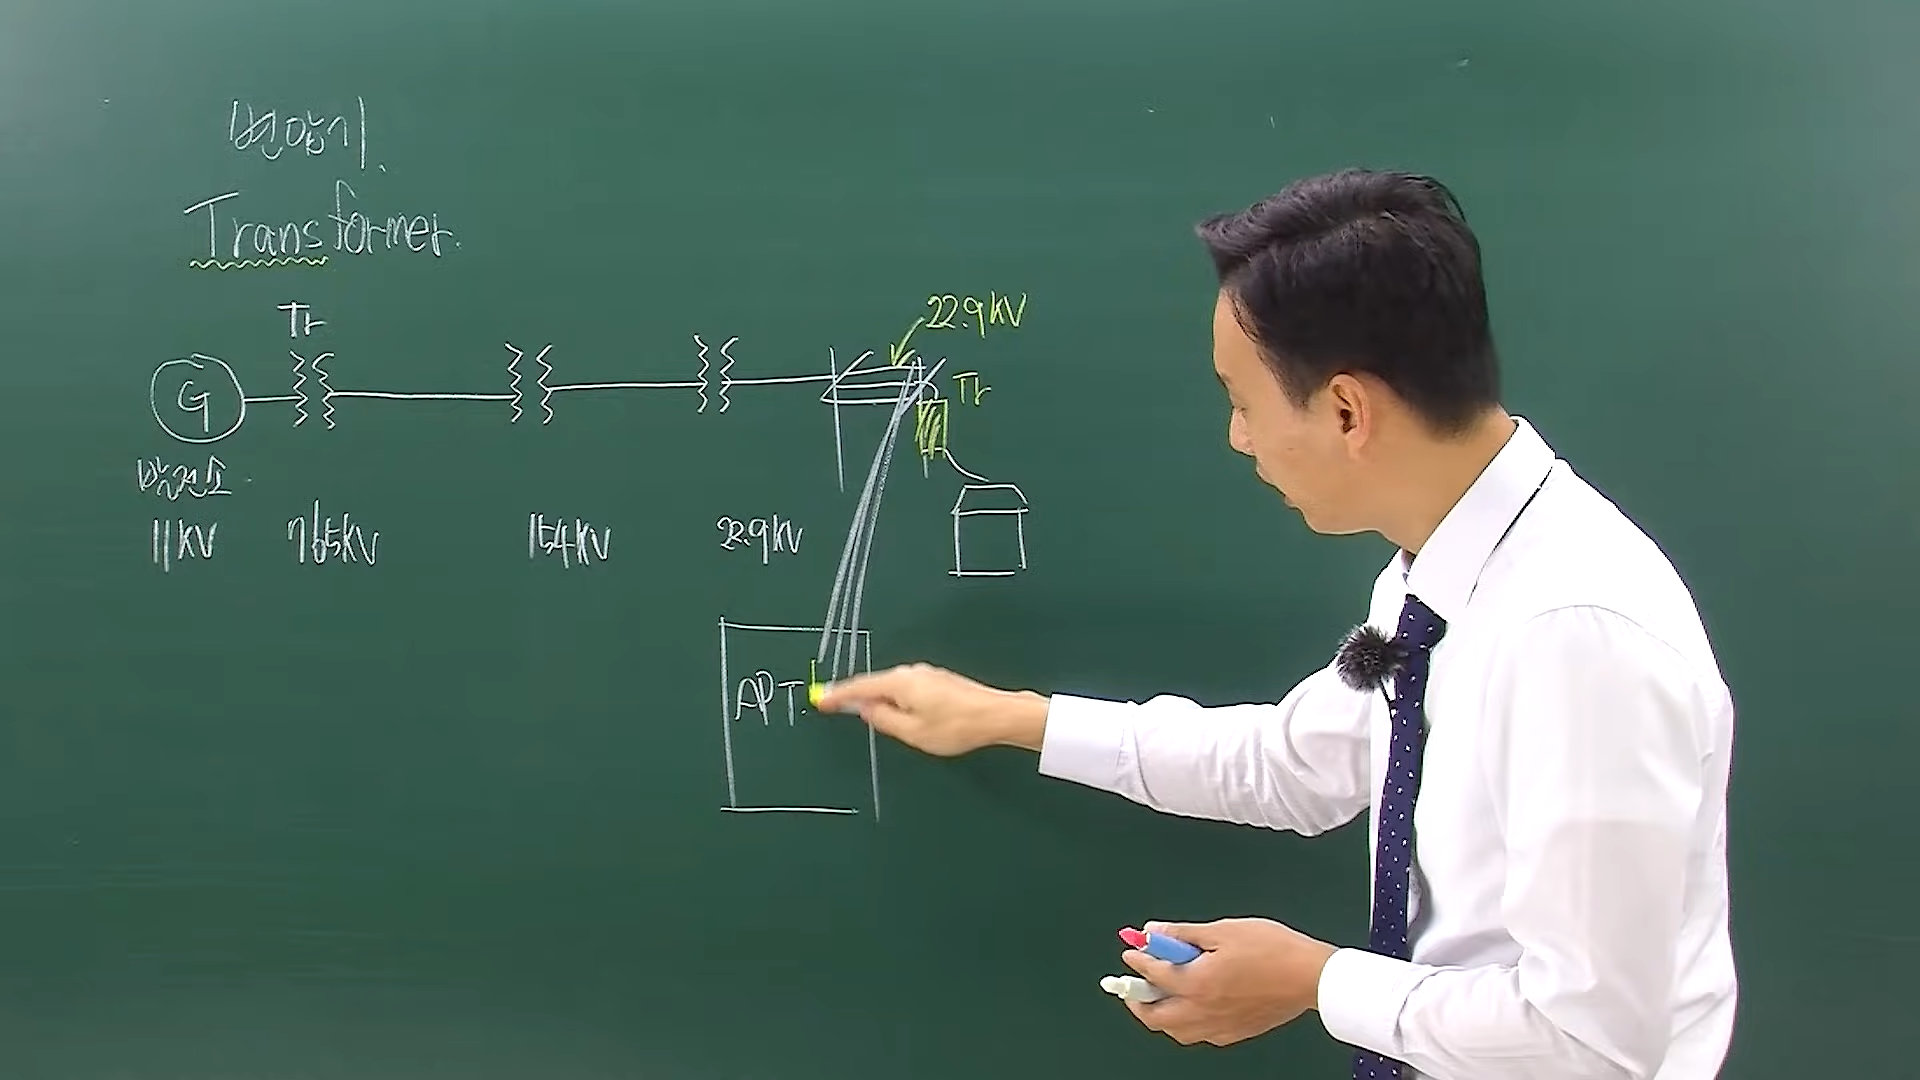 변압기.
Transformer.
Tr
22.9kV
Tr
G
발전소.
11kV 765kV 154kV 22.9kV
APT.